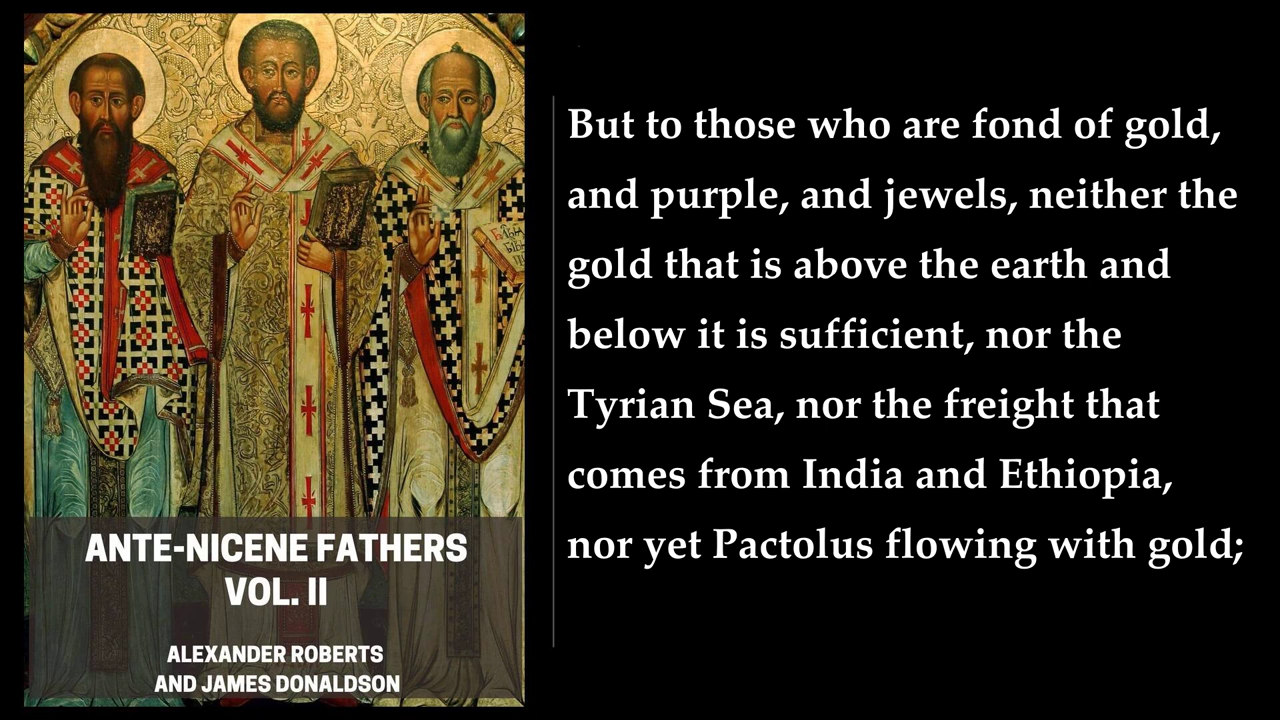 ANTE-NICENE FATHERS
VOL. II
ALEXANDER ROBERTS
AND JAMES DONALDSON
But to those who are fond of gold,
and purple, and jewels, neither the
gold that is above the earth and
below it is sufficient, nor the
Tyrian Sea, nor the freight that
comes from India and Ethiopia,
nor yet Pactolus flowing with gold;